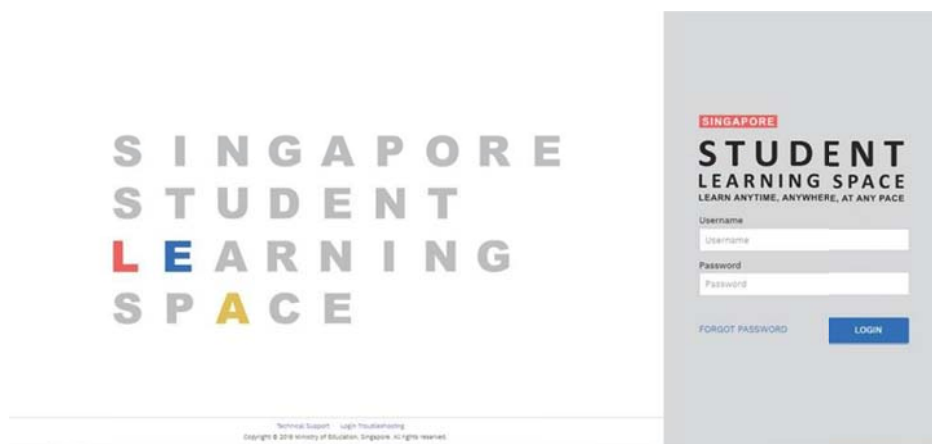 SINGAPORE
STUDENT
LEARNING
SPACE
Technical Support Login Troubleshooting
Copyright © 2018 Ministry of Education, Singapore. All rights reserved.
SINGAPORE
STUDENT
LEARNING SPACE
LEARN ANYTIME, ANYWHERE, AT ANY PACE
Username
Username
Password
Password
FORGOT PASSWORD LOGIN